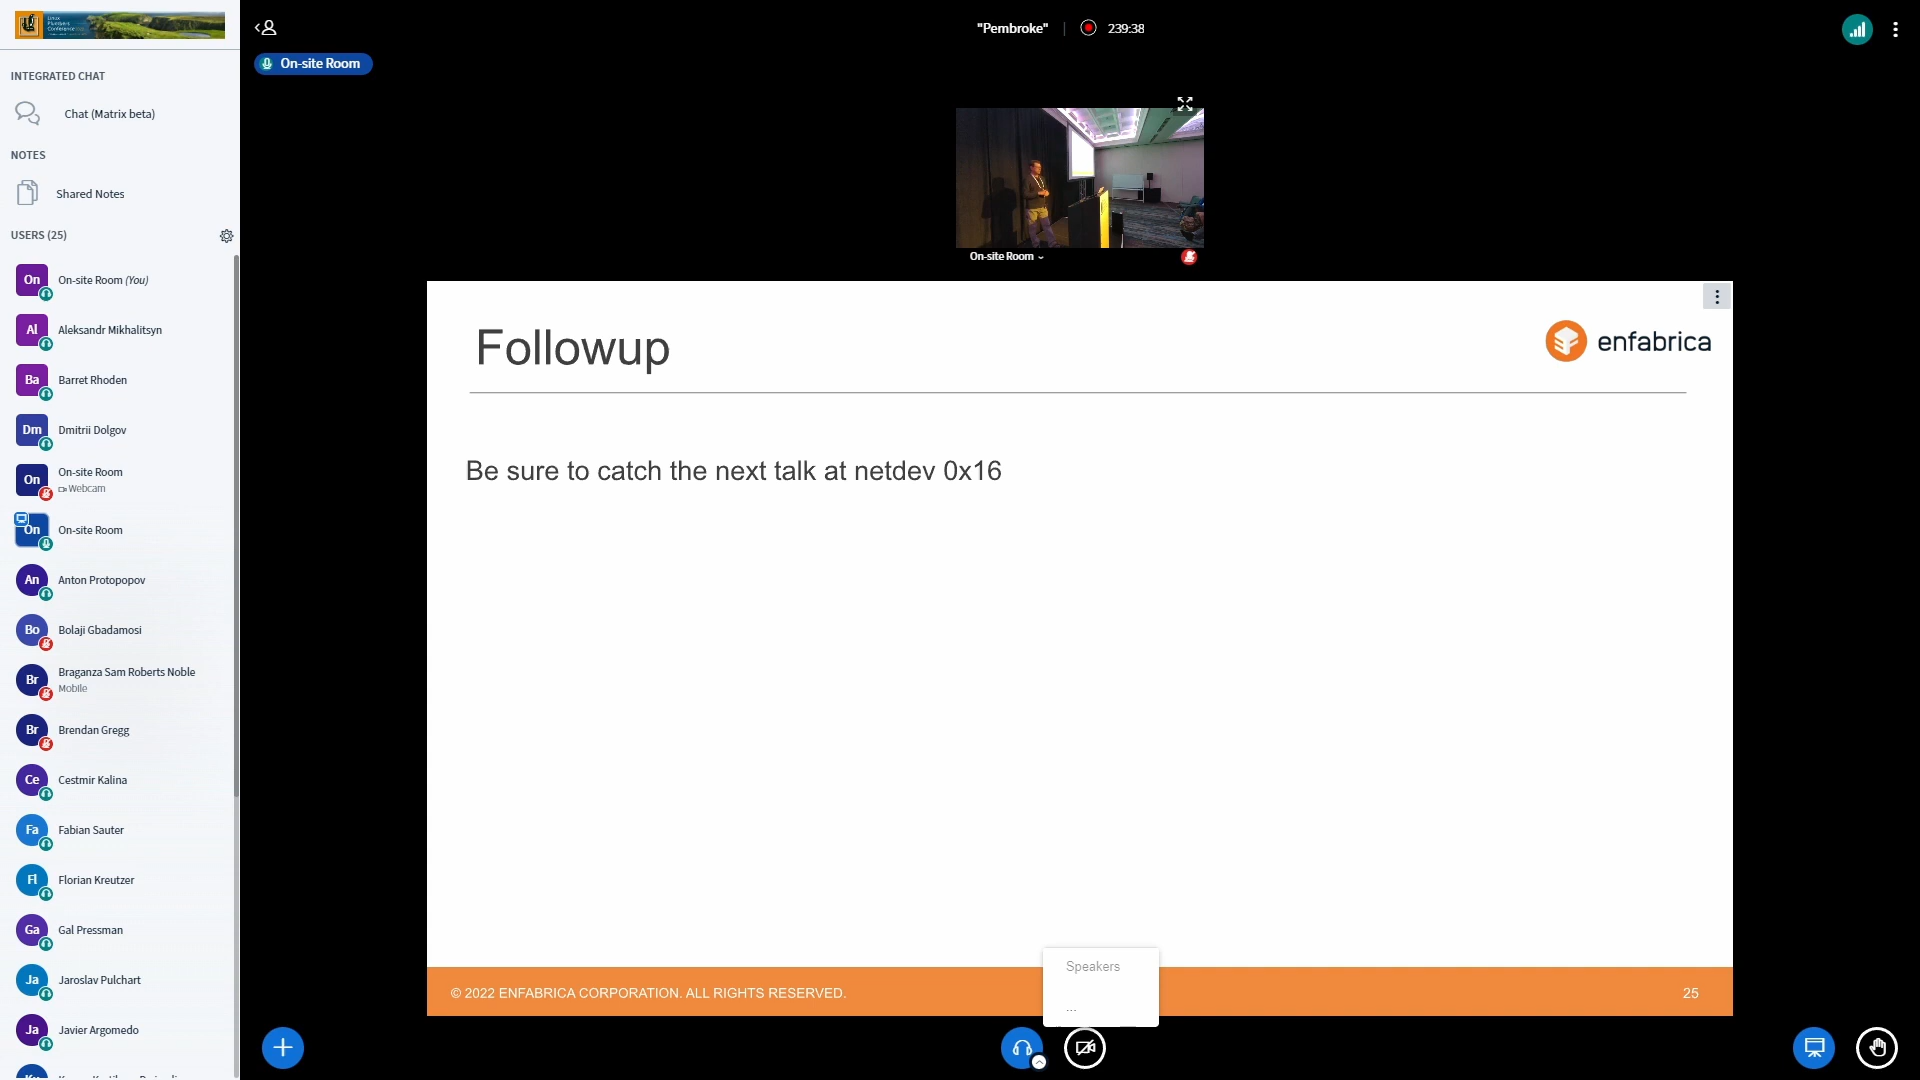 Linux
Plumbers
Conference
INTEGRATED CHAT
Chat (Matrix beta)
NOTES
Shared Notes
USERS (25)
On
On-site Room (You)
Al
Aleksandr Mikhalitsyn
Ba
Barret Rhoden
Dm
Dmitrii Dolgov
On
On-site Room
Webcam
On
On-site Room
An
Anton Protopopov
Bo
Bolaji Gbadamosi
Br
Braganza Sam Roberts Noble
Mobile
Br
Brendan Gregg
Ce
Cestmir Kalina
Fa
Fabian Sauter
Fl
Florian Kreutzer
Ga
Gal Pressman
Ja
Jaroslav Pulchart
Ja
Javier Argomedo
"Pembroke"
239:38
On-site Room
On-site Room
Followup
enfabrica
Be sure to catch the next talk at netdev 0x16
Speakers
...
© 2022 ENFABRICA CORPORATION. ALL RIGHTS RESERVED.
25